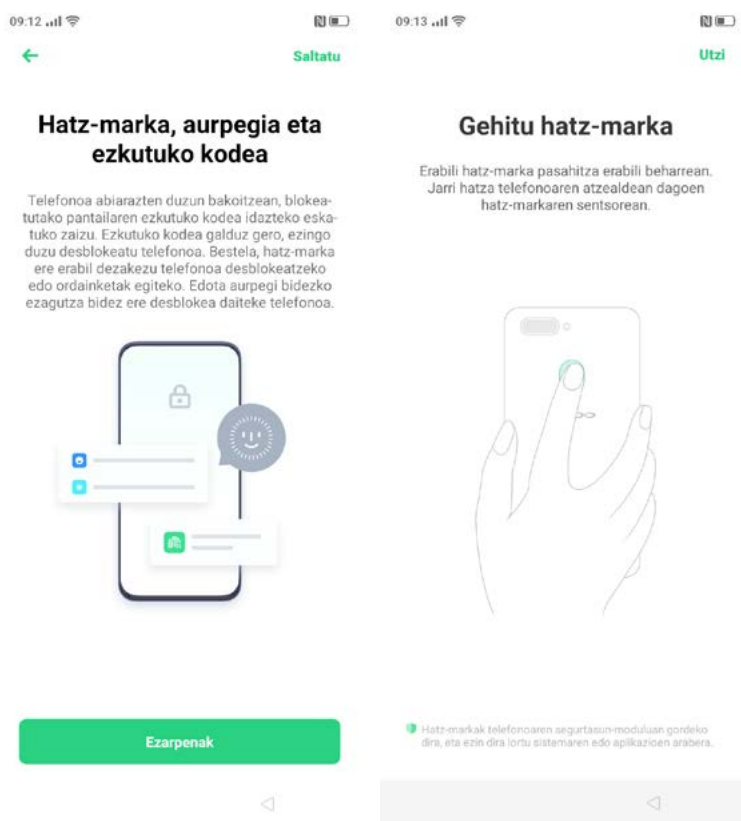 09:12
Saltatu
Hatz-marka, aurpegia eta
ezkutuko kodea
Telefonoa abiarazten duzun bakoitzean, blokea-
tutako pantailaren ezkutuko kodea idazteko eska-
tuko zaizu. Ezkutuko kodea galduz gero, ezingo
duzu desblokeatu telefonoa. Bestela, hatz-marka
ere erabil dezakezu telefonoa desblokeatzeko
edo ordainketak egiteko. Edota aurpegi bidezko
ezagutza bidez ere desblokea daiteke telefonoa.
Ezarpenak
09:13
Utzi
Gehitu hatz-marka
Erabili hatz-marka pasahitza erabili beharrean.
Jarri hatza telefonoaren atzealdean dagoen
hatz-markaren sentsorean.
Hatz-markak telefonoaren segurtasun-moduluan gordeko
dira, eta ezin dira lortu sistemaren edo aplikazioen arabera.